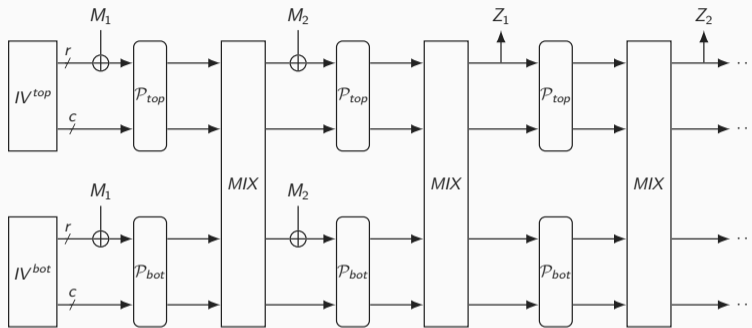 M₁ M₂ Z₁ Z₂
r
IVᵗᵒᵖ 𝒫ₜₒₚ 𝒫ₜₒₚ 𝒫ₜₒₚ
c
MIX MIX MIX
M₁ M₂
r
IVᵇᵒᵗ 𝒫bot 𝒫bot 𝒫bot
c